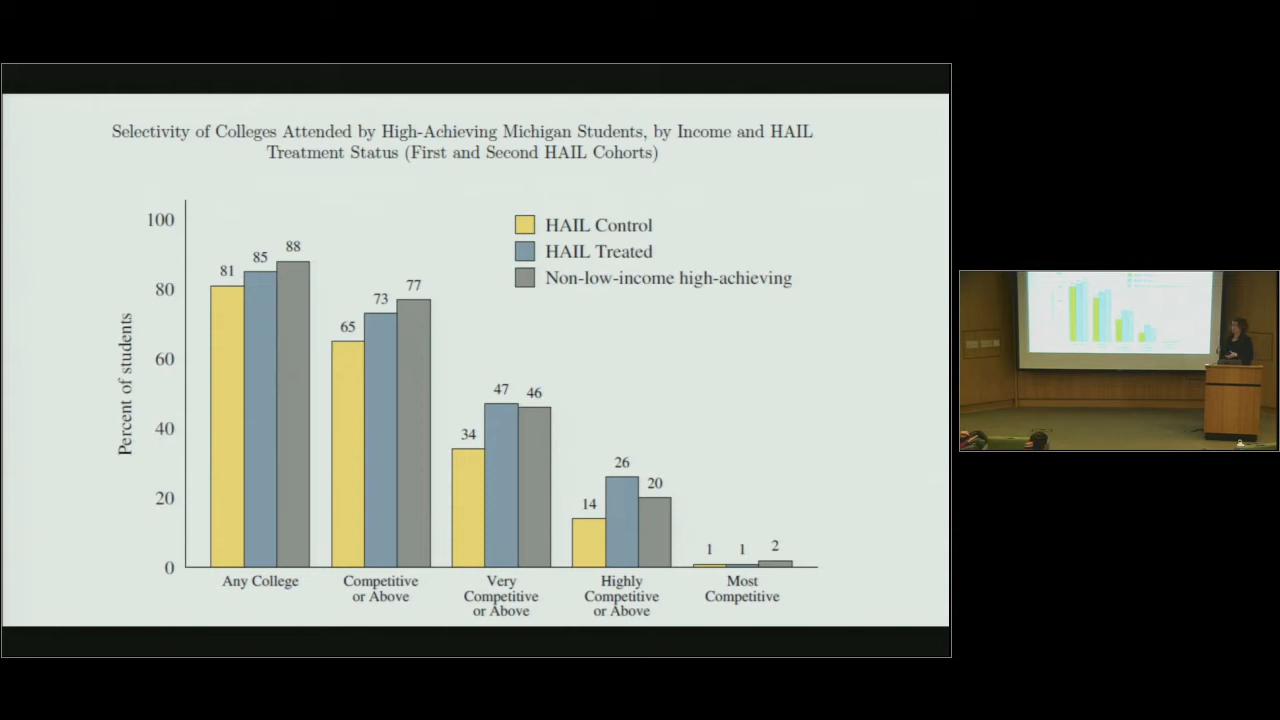 Selectivity of Colleges Attended by High-Achieving Michigan Students, by Income and HAIL
Treatment Status (First and Second HAIL Cohorts)
HAIL Control
HAIL Treated
Non-low-income high-achieving
Percent of students
100
80
60
40
20
0
81
85
88
65
73
77
34
47
46
14
26
20
1
1
2
Any College
Competitive
or Above
Very
Competitive
or Above
Highly
Competitive
or Above
Most
Competitive